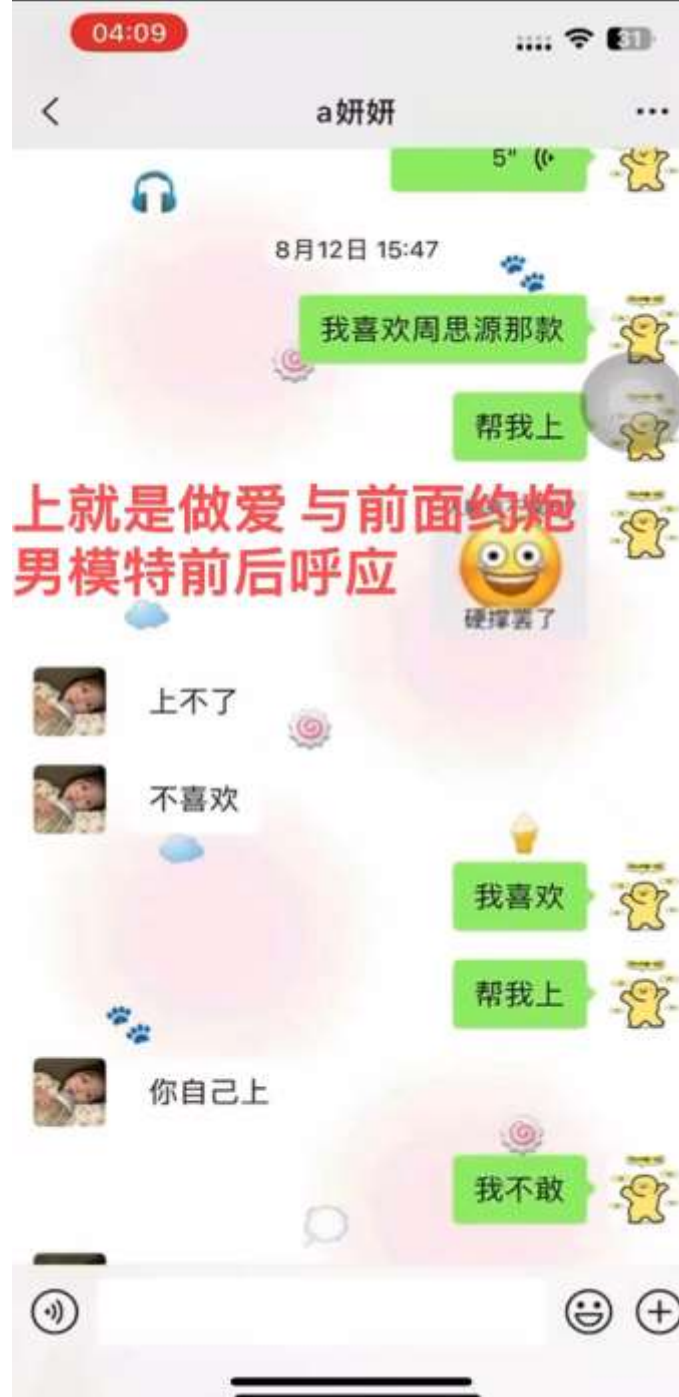 04:09
31
a妍妍
5"
8月12日 15:47
我喜欢周思源那款
帮我上
上就是做爱 与前面约炮
男模特前后呼应
硬撑罢了
上不了
不喜欢
我喜欢
帮我上
你自己上
我不敢